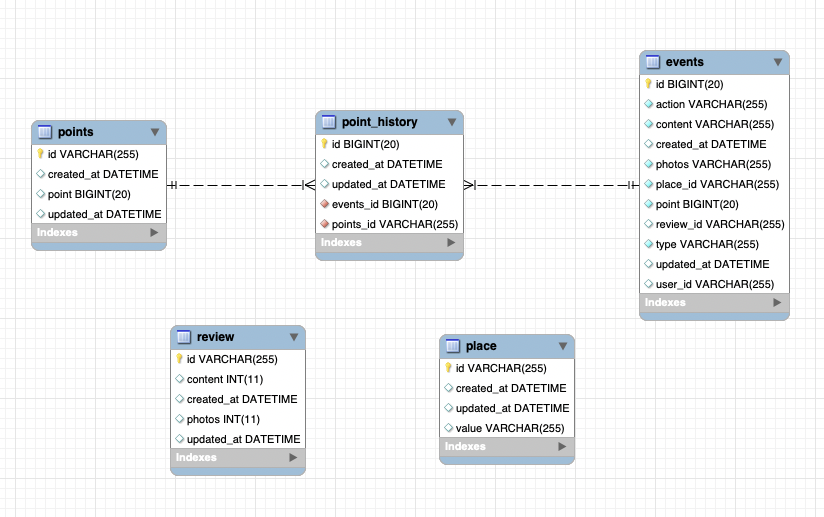 points
id VARCHAR(255)
created_at DATETIME
point BIGINT(20)
updated_at DATETIME
Indexes
point_history
id BIGINT(20)
created_at DATETIME
updated_at DATETIME
events_id BIGINT(20)
points_id VARCHAR(255)
Indexes
events
id BIGINT(20)
action VARCHAR(255)
content VARCHAR(255)
created_at DATETIME
photos VARCHAR(255)
place_id VARCHAR(255)
point BIGINT(20)
review_id VARCHAR(255)
type VARCHAR(255)
updated_at DATETIME
user_id VARCHAR(255)
Indexes
review
id VARCHAR(255)
content INT(11)
created_at DATETIME
photos INT(11)
updated_at DATETIME
Indexes
place
id VARCHAR(255)
created_at DATETIME
updated_at DATETIME
value VARCHAR(255)
Indexes